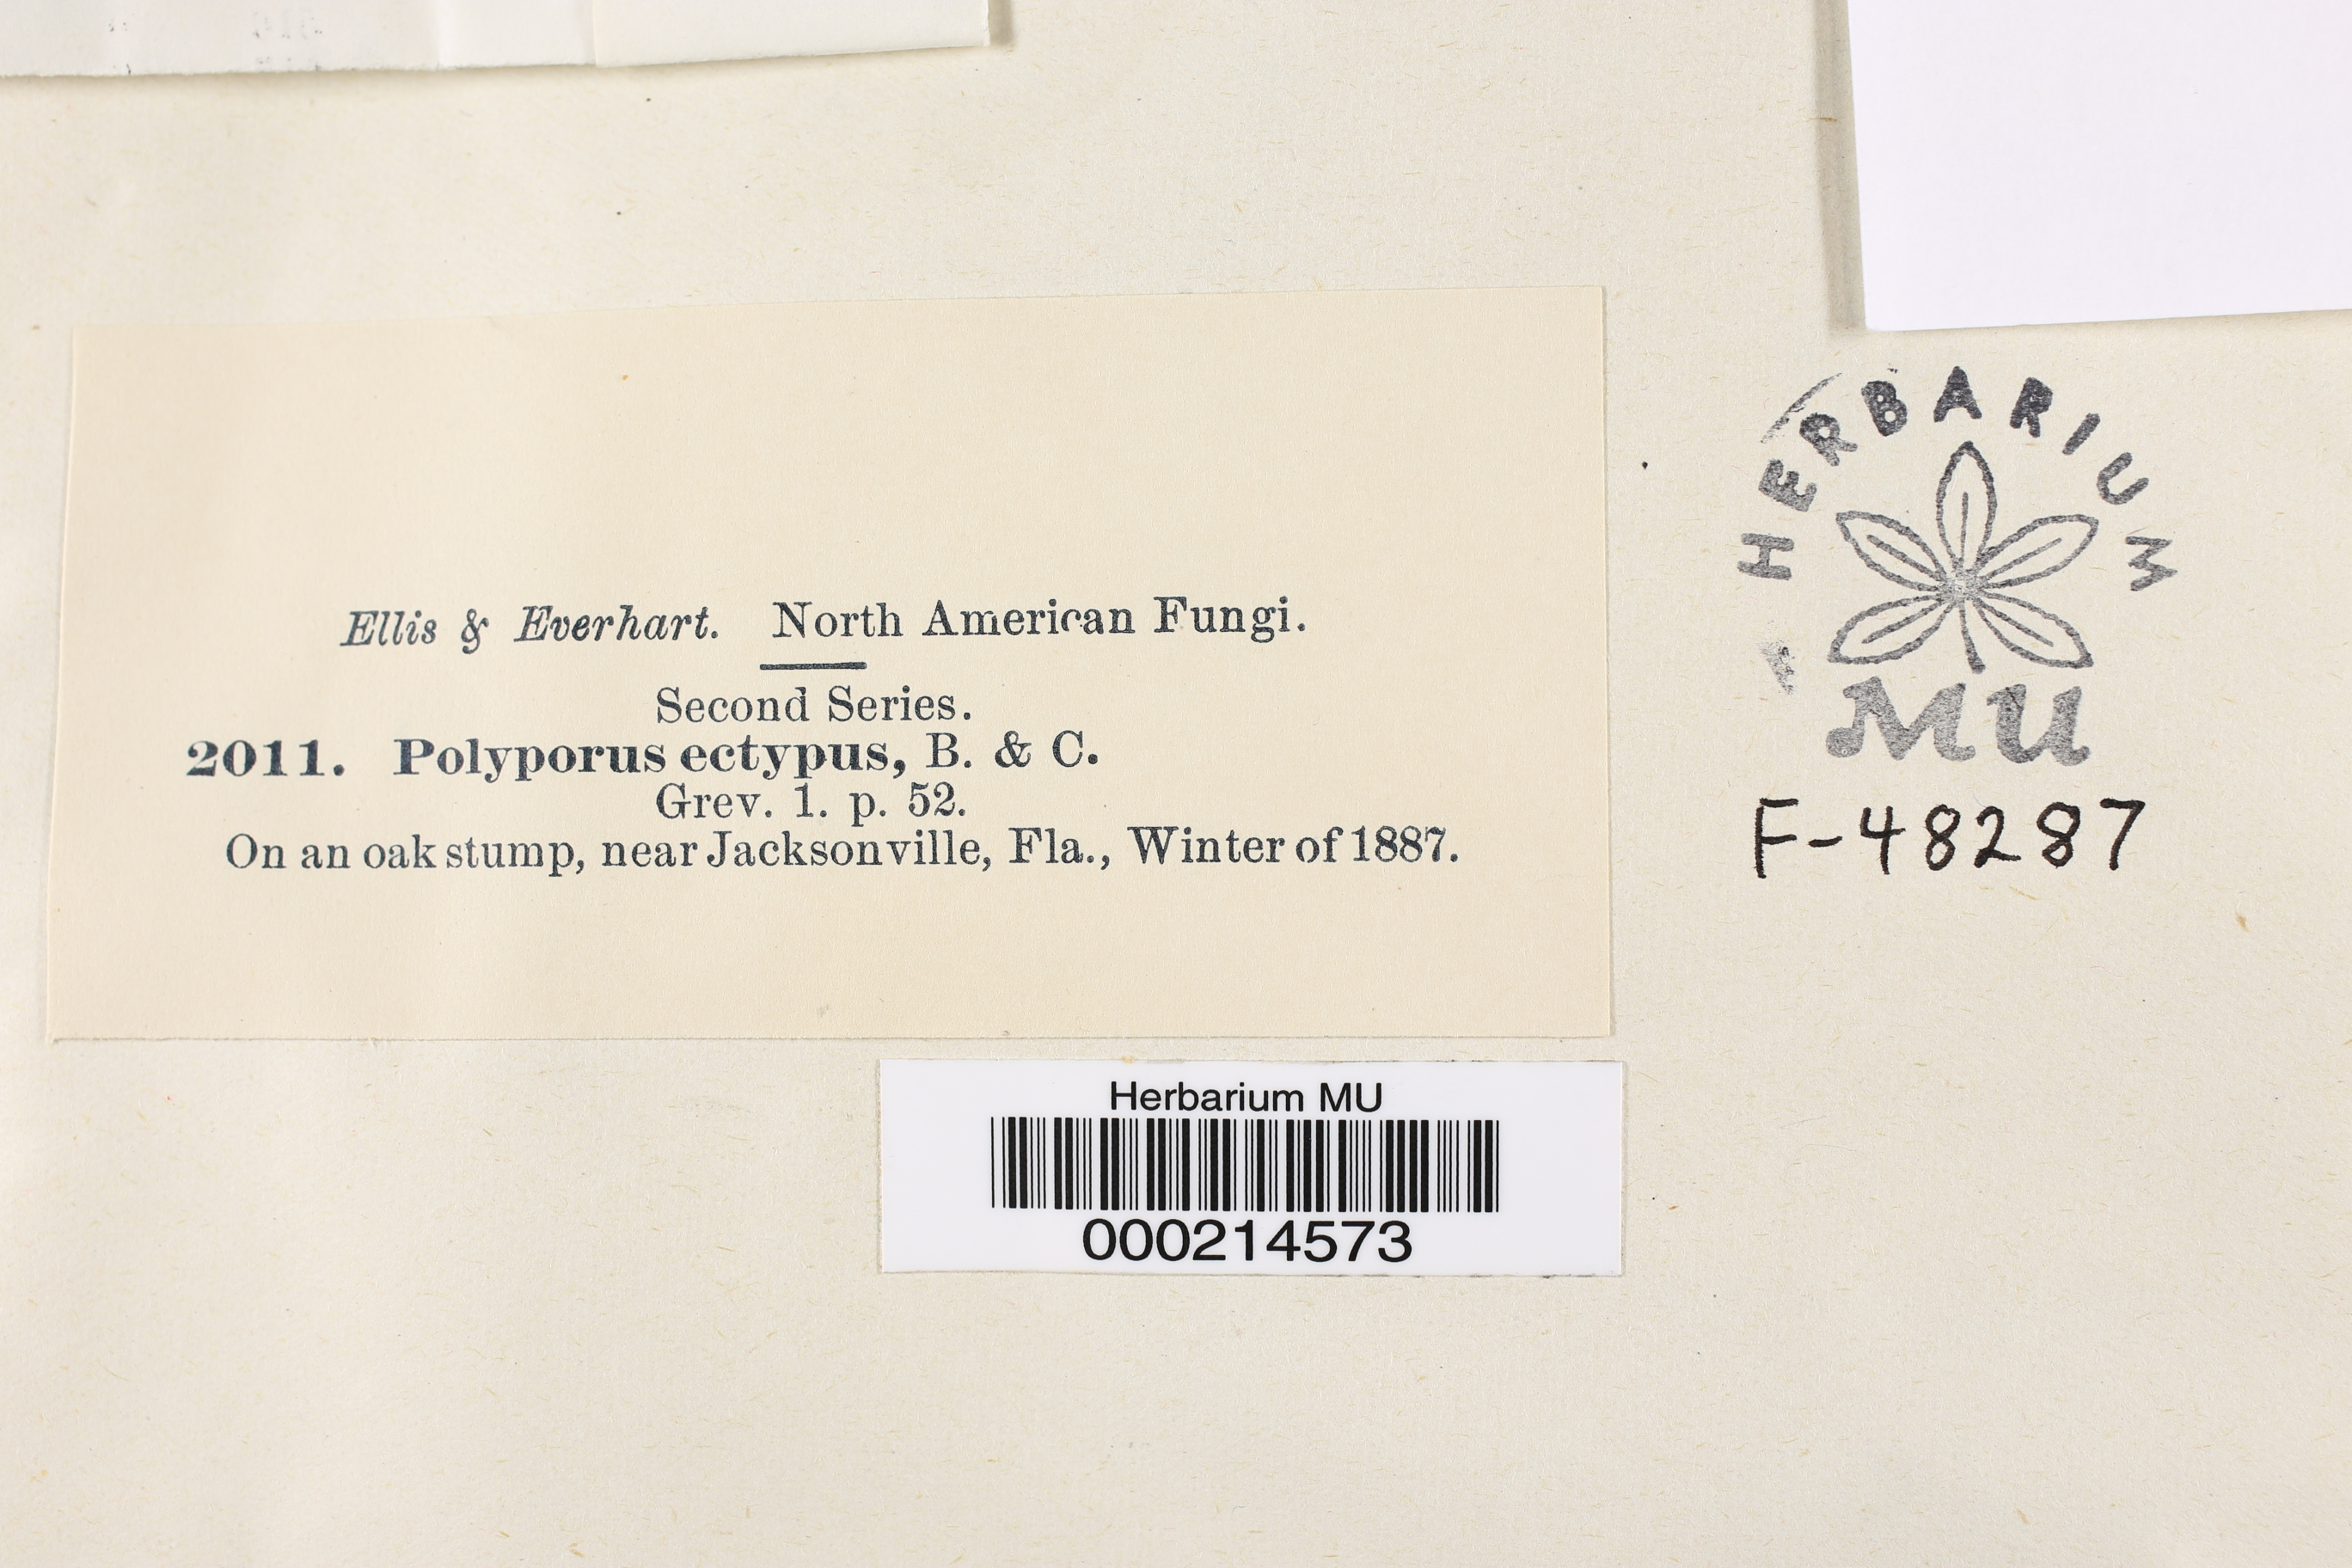 Ellis & Everhart. North American Fungi.
Second Series.
2011. Polyporus ectypus, B. & C.
Grev. 1. p. 52.
On an oak stump, near Jacksonville, Fla., Winter of 1887.
HERBARIUM
MU
F-48287
Herbarium MU
000214573